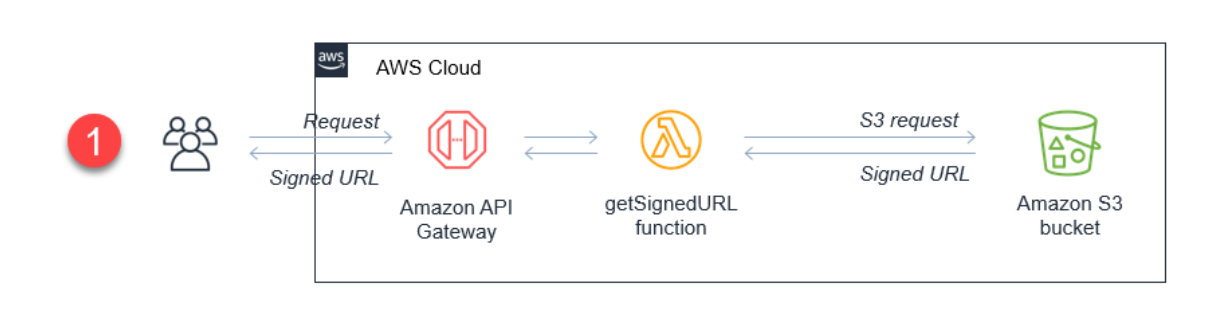 aws
AWS Cloud
1
Request
Signed URL
S3 request
Signed URL
Amazon API
Gateway
getSignedURL
function
Amazon S3
bucket